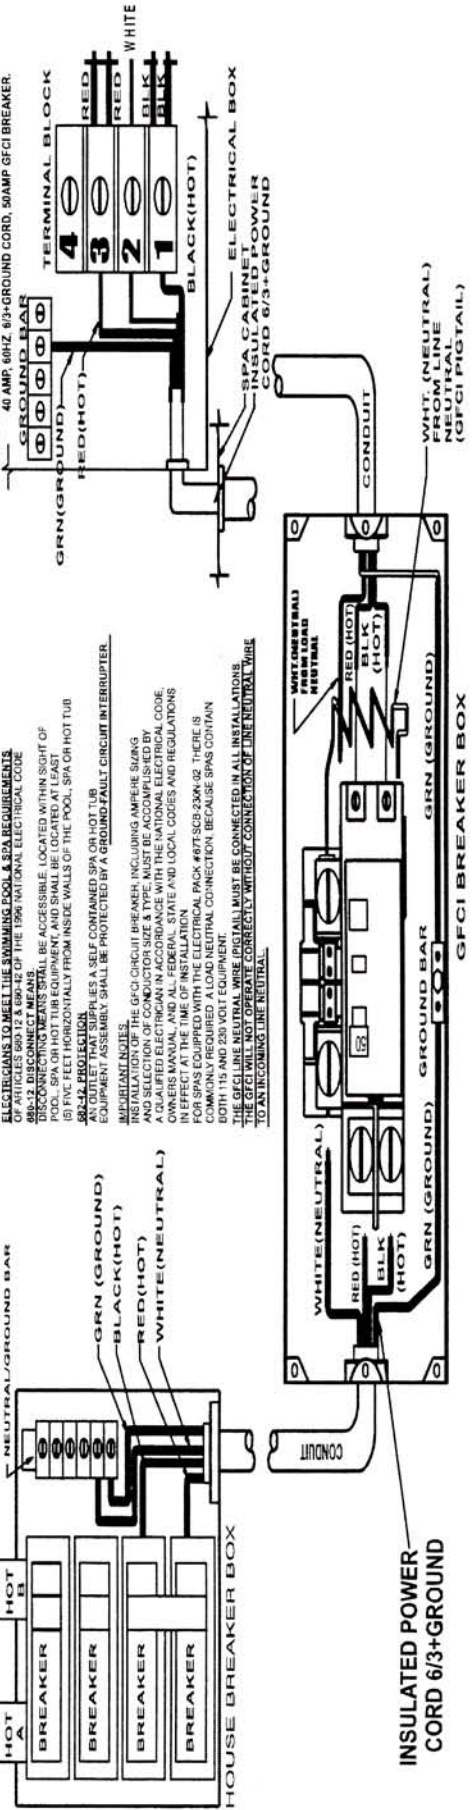 HOT A
HOT B
NEUTRAL/GROUND BAR
BREAKER
BREAKER
BREAKER
BREAKER
HOUSE BREAKER BOX
GRN (GROUND)
BLACK(HOT)
RED(HOT)
WHITE(NEUTRAL)
CONDUIT
INSULATED POWER
CORD 6/3+GROUND
ELECTRICIANS TO MEET THE SWIMMING POOL & SPA REQUIREMENTS
OF ARTICLES 680-12 & 680-42 OF THE 1996 NATIONAL ELECTRICAL CODE
680-12. DISCONNECT MEANS.
DISCONNECTING MEANS SHALL BE ACCESSIBLE, LOCATED WITHIN SIGHT OF
POOL, SPA OR HOT TUB EQUIPMENT, AND SHALL BE LOCATED AT LEAST
(5) FIVE FEET HORIZONTALLY FROM INSIDE WALLS OF THE POOL, SPA OR HOT TUB
682-42. PROTECTION
AN OUTLET THAT SUPPLIES A SELF CONTAINED SPA OR HOT TUB
EQUIPMENT ASSEMBLY SHALL BE PROTECTED BY A GROUND-FAULT CIRCUIT INTERRUPTER.
IMPORTANT NOTES
INSTALLATION OF THE GFCI-CIRCUIT BREAKER, INCLUDING AMPERE SIZING
AND SELECTION OF CONDUCTOR SIZE & TYPE, MUST BE ACCOMPLISHED BY
A QUALIFIED ELECTRICIAN IN ACCORDANCE WITH THE NATIONAL ELECTRICAL CODE,
OWNERS MANUAL, AND ALL FEDERAL, STATE AND LOCAL CODES AND REGULATIONS
IN EFFECT AT THE TIME OF INSTALLATION
FOR SPAS EQUIPPED WITH THE ELECTRICAL PACK #67T-SCB-230N-02 THERE IS
COMMONLY REQUIRED A LOAD NEUTRAL CONNECTION, BECAUSE SPAS CONTAIN
BOTH 115 AND 230 VOLT EQUIPMENT.
THE GFCI LINE NEUTRAL WIRE (PIGTAIL) MUST BE CONNECTED IN ALL INSTALLATIONS.
THE GFCI WILL NOT OPERATE CORRECTLY WITHOUT CONNECTION OF LINE NEUTRAL WIRE
TO AN INCOMING LINE NEUTRAL.
WHITE(NEUTRAL)
RED (HOT)
BLK
(HOT)
GRN (GROUND)
50
GROUND BAR
WHT.(NEUTRAL)
FROM LOAD
NEUTRAL
RED (HOT)
BLK
(HOT)
GRN (GROUND)
GFCI BREAKER BOX
CONDUIT
WHT. (NEUTRAL)
FROM LINE
NEUTRAL
(GFCI PIGTAIL)
40 AMP, 60HZ, 6/3+GROUND CORD, 50AMP GFCI BREAKER.
GROUND BAR
TERMINAL BLOCK
GRN(GROUND)
RED(HOT)
4
3
2
1
RED
RED
WHITE
BLK
BLK
BLACK(HOT)
ELECTRICAL BOX
SPA CABINET
INSULATED POWER
CORD 6/3+GROUND